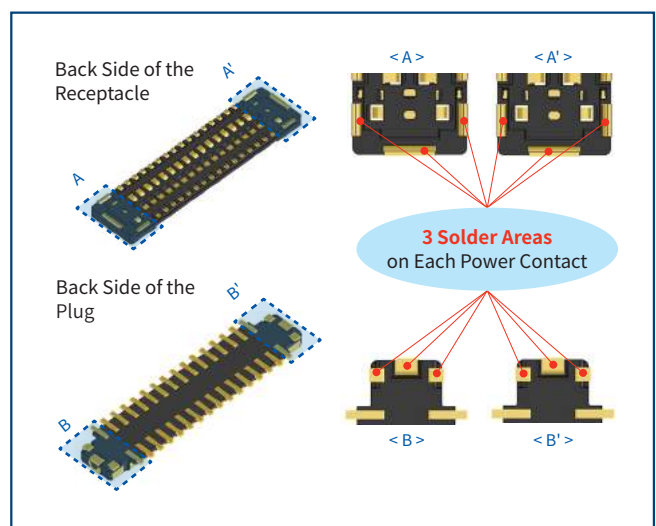 Back Side of the
Receptacle
A'
A
< A >
< A' >
3 Solder Areas
on Each Power Contact
Back Side of the
Plug
B'
B
< B >
< B' >